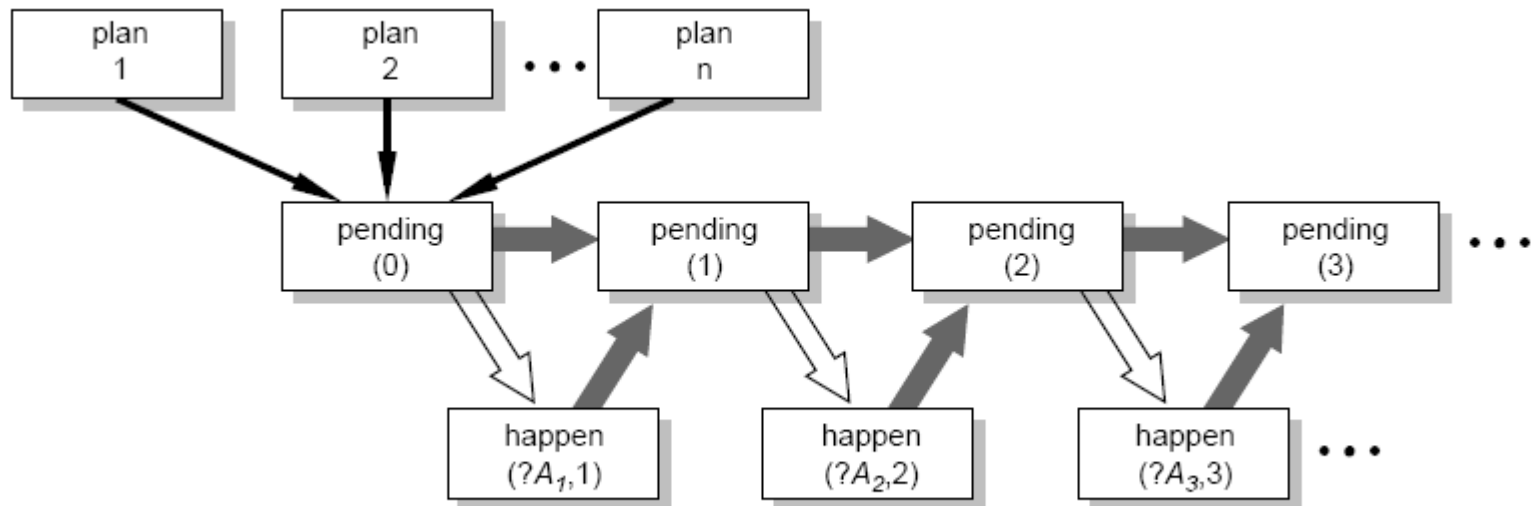 plan
1
plan
2
...
plan
n
pending
(0)
pending
(1)
pending
(2)
pending
(3)
...
happen
(?A1,1)
happen
(?A2,2)
happen
(?A3,3)
...